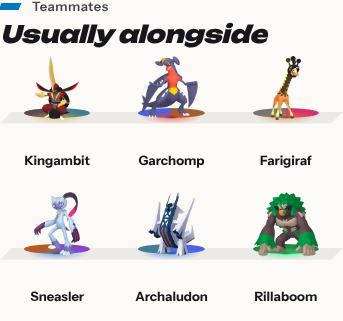 Teammates
Usually alongside
Kingambit Garchomp Farigiraf
Sneasler Archaludon Rillaboom